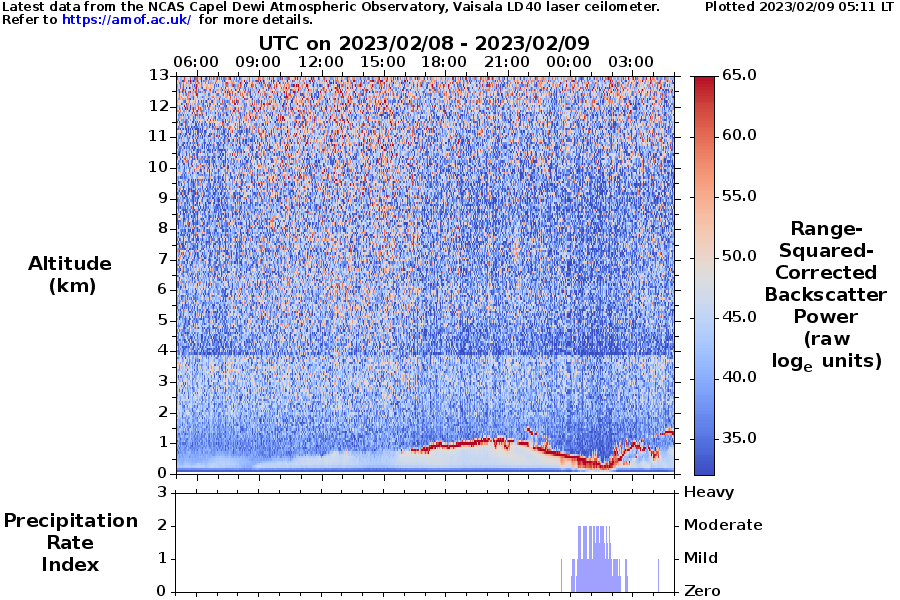 Latest data from the NCAS Capel Dewi Atmospheric Observatory, Vaisala LD40 laser ceilometer. Plotted 2023/02/09 05:11 LT
Refer to https://amof.ac.uk/ for more details.
UTC on 2023/02/08 - 2023/02/09
06:00 09:00 12:00 15:00 18:00 21:00 00:00 03:00
13
12
11
10
9
8
7
6
5
4
3
2
1
0
Altitude
(km)
65.0
60.0
55.0
50.0
45.0
40.0
35.0
Range-
Squared-
Corrected
Backscatter
Power
(raw
loge units)
3
2
1
0
Precipitation
Rate
Index
Heavy
Moderate
Mild
Zero